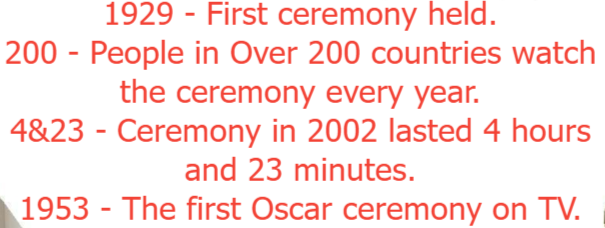 1929 - First ceremony held.
200 - People in Over 200 countries watch
the ceremony every year.
4&23 - Ceremony in 2002 lasted 4 hours
and 23 minutes.
1953 - The first Oscar ceremony on TV.